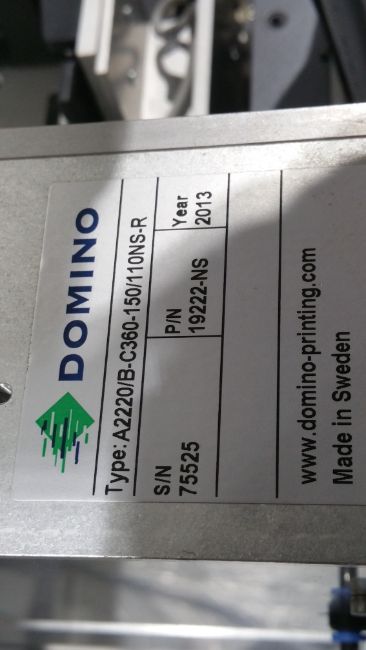 DOMINO
Type: A2220/B-C360-150/110NS-R
S/N P/N Year
75525 19222-NS 2013
www.domino-printing.com
Made in Sweden